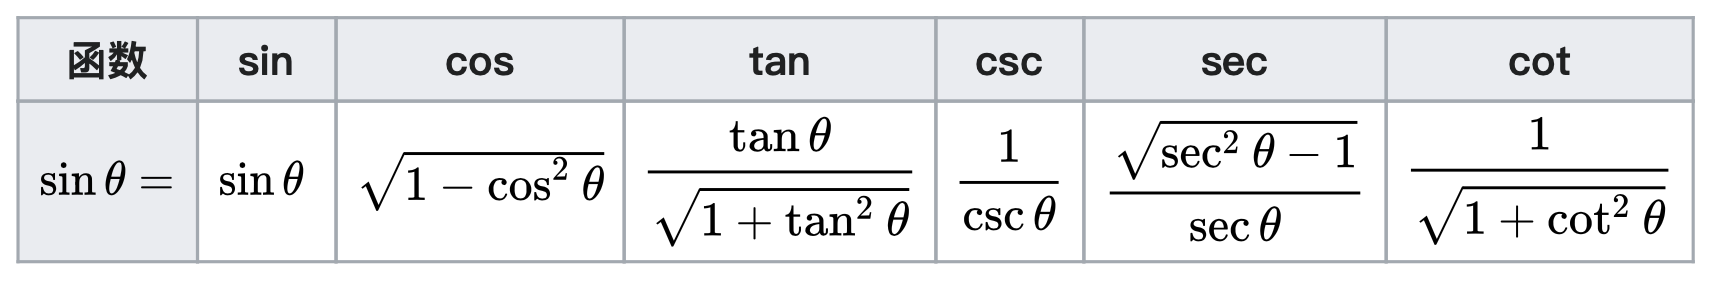 函数 sin cos tan csc sec cot
sin θ = sin θ √(1 − cos² θ) tan θ / √(1 + tan² θ) 1 / csc θ √(sec² θ − 1) / sec θ 1 / √(1 + cot² θ)